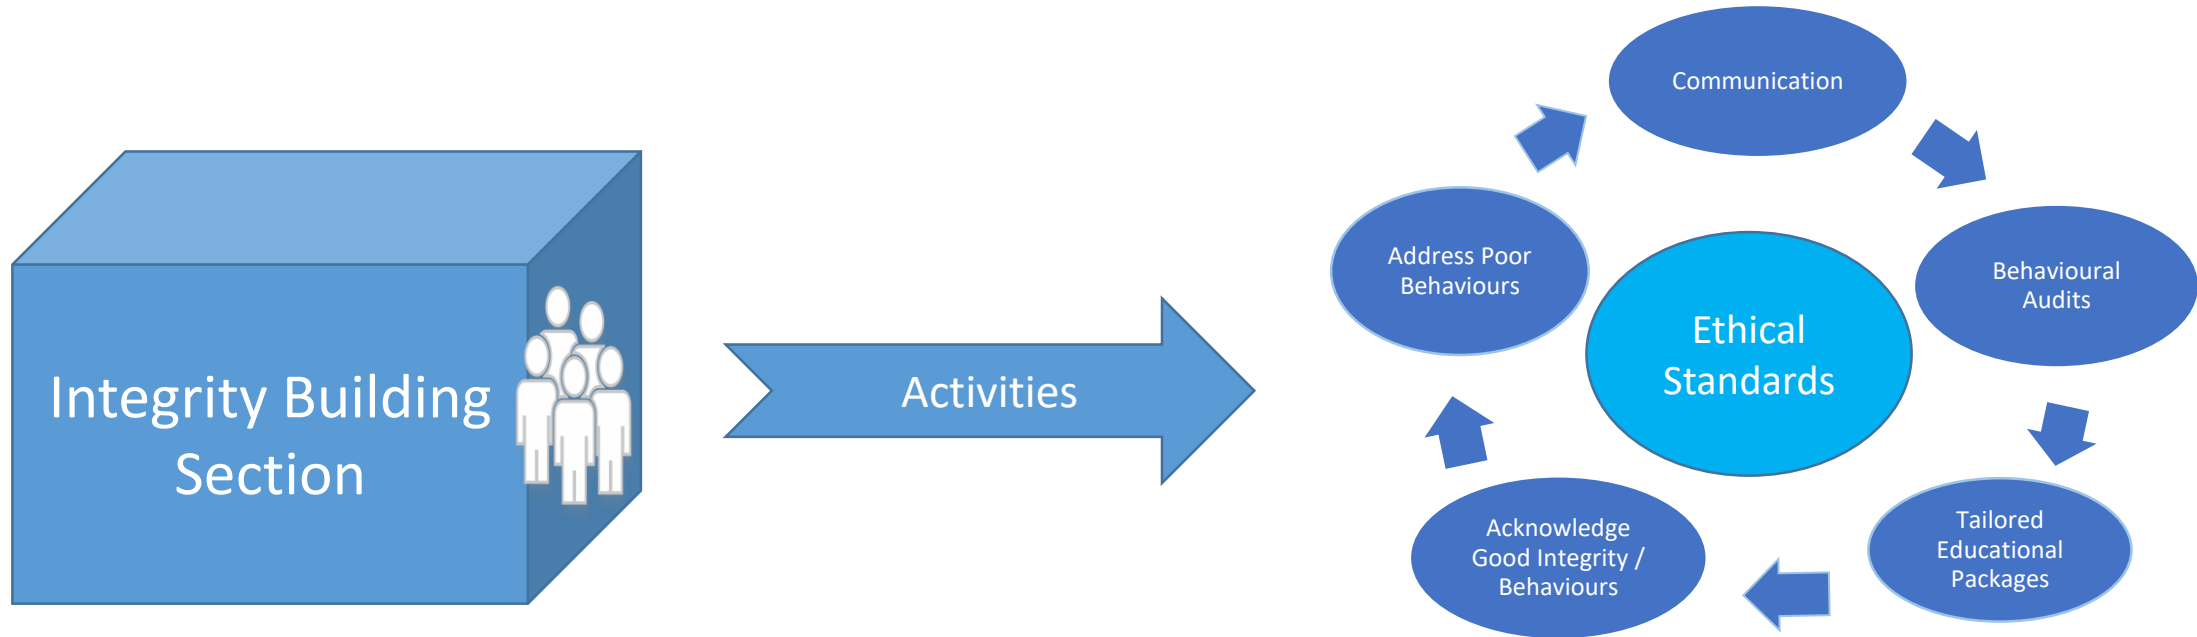 Integrity Building
Section
Activities
Communication
Behavioural
Audits
Tailored
Educational
Packages
Acknowledge
Good Integrity /
Behaviours
Address Poor
Behaviours
Ethical
Standards